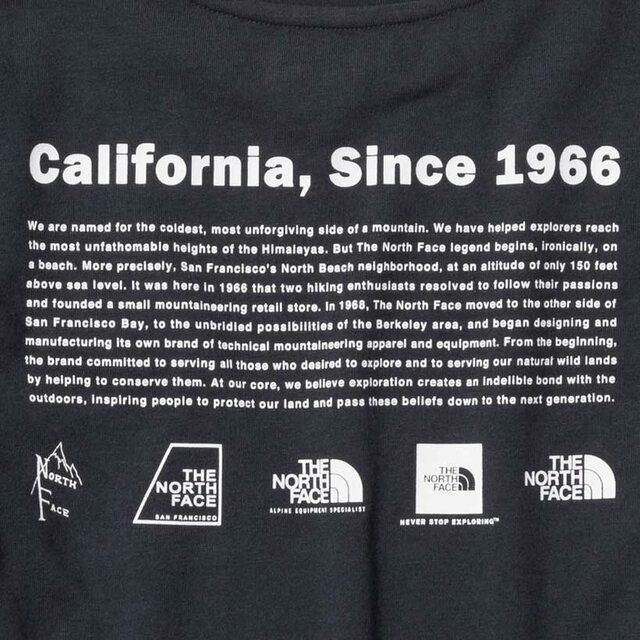 California, Since 1966
We are named for the coldest, most unforgiving side of a mountain. We have helped explorers reach
the most unfathomable heights of the Himalayas. But The North Face legend begins, ironically, on
a beach. More precisely, San Francisco's North Beach neighborhood, at an altitude of only 150 feet
above sea level. It was here in 1966 that two hiking enthusiasts resolved to follow their passions
and founded a small mountaineering retail store. In 1968, The North Face moved to the other side of
San Francisco Bay, to the unbridled possibilities of the Berkeley area, and began designing and
manufacturing its own brand of technical mountaineering apparel and equipment. From the beginning,
the brand committed to serving all those who desired to explore and to serving our natural wild lands
by helping to conserve them. At our core, we believe exploration creates an indelible bond with the
outdoors, inspiring people to protect our land and pass these beliefs down to the next generation.
North
Face
THE
NORTH
FACE
SAN FRANCISCO
THE
NORTH
FACE
ALPINE EQUIPMENT SPECIALIST
THE
NORTH
FACE
NEVER STOP EXPLORING™
THE
NORTH
FACE